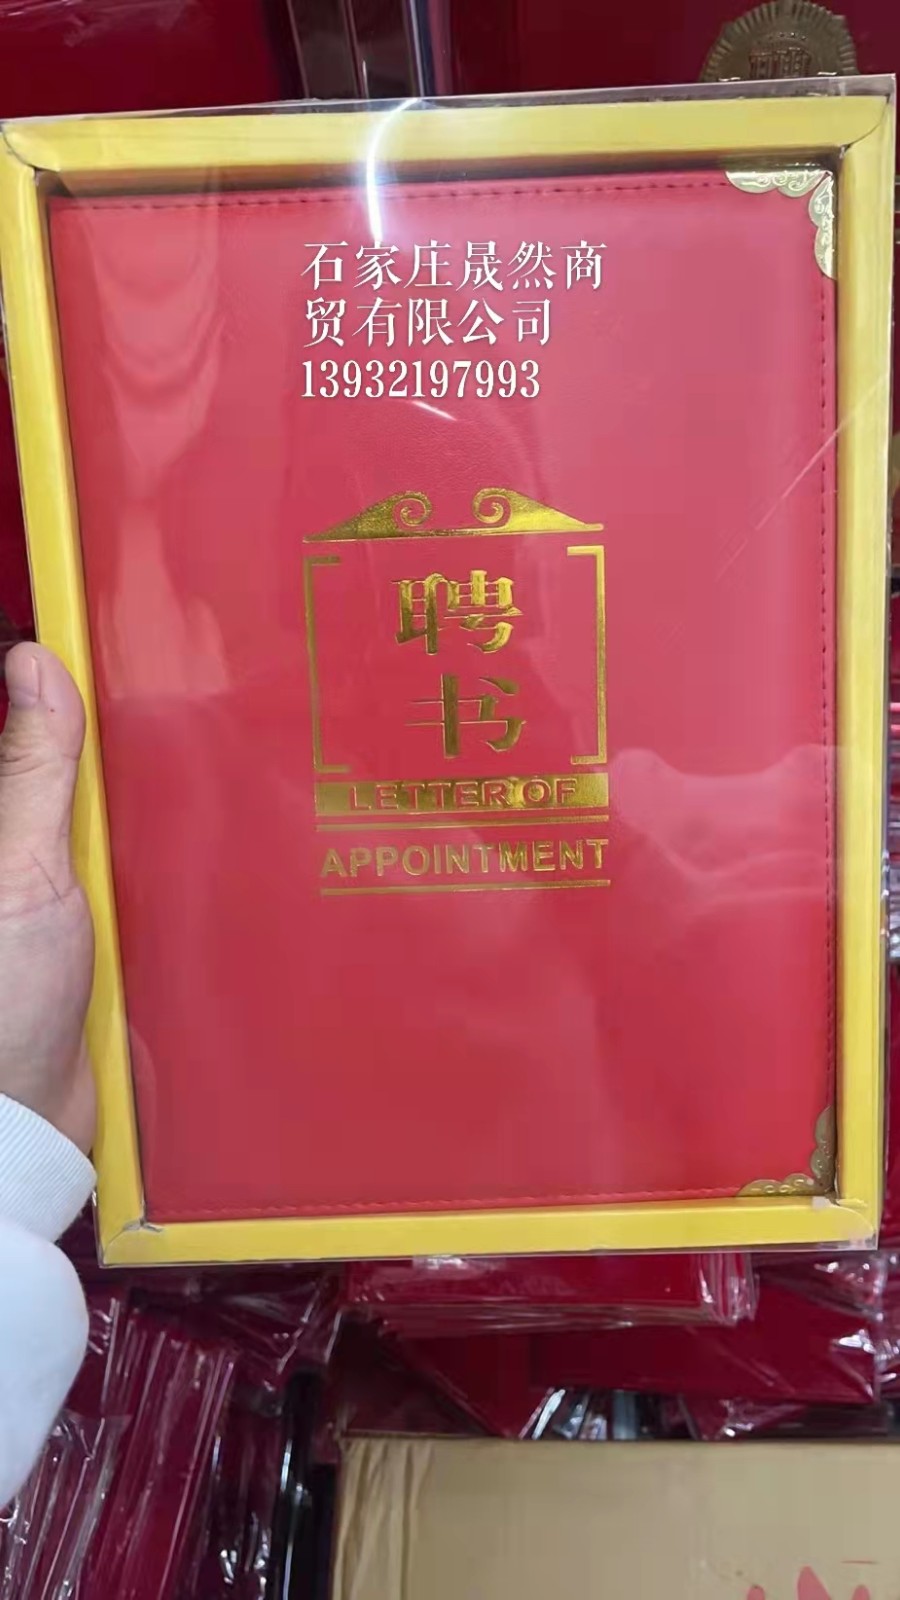 石家庄晟然商
贸有限公司
13932197993
聘
书
LETTER OF
APPOINTMENT